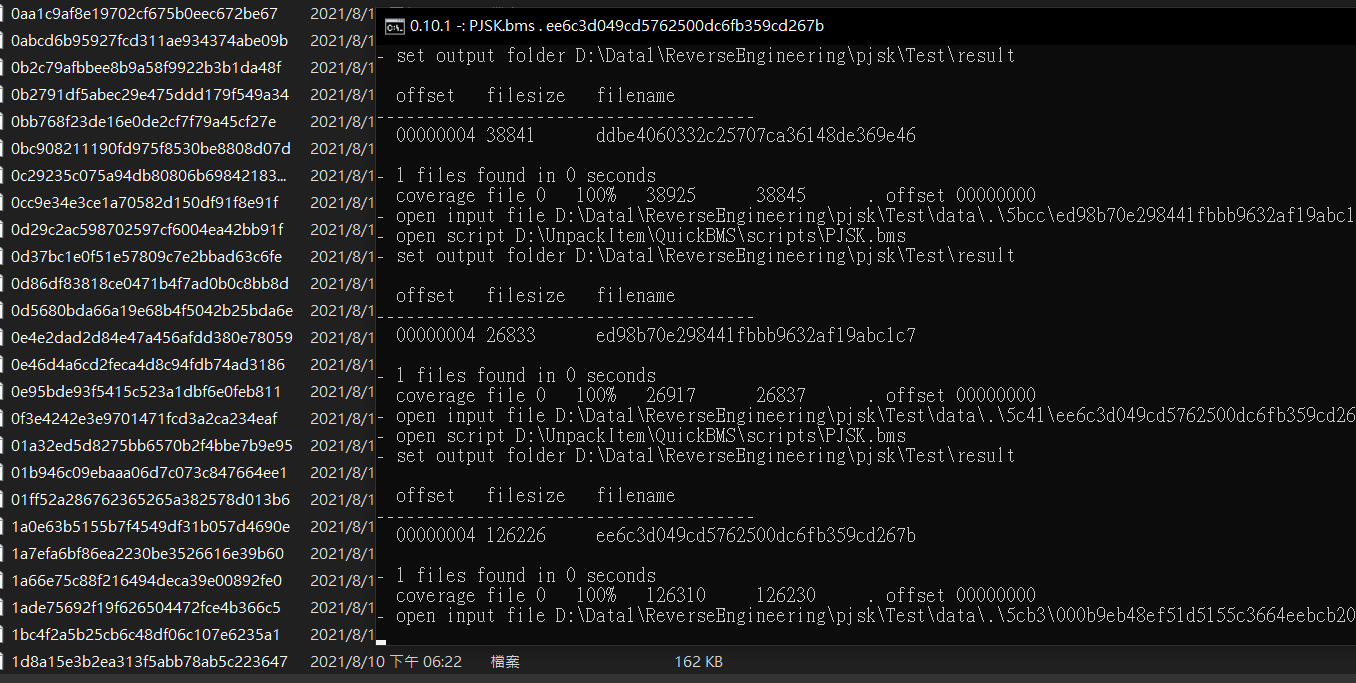 0aa1c9af8e19702cf675b0eec672be67 2021/8/1
0abcd6b95927fcd311ae934374abe09b 2021/8/1
0b2c79afbbee8b9a58f9922b3b1da48f 2021/8/1
0b2791df5abec29e475ddd179f549a34 2021/8/1
0bb768f23de16e0de2cf7f79a45cf27e 2021/8/1
0bc908211190fd975f8530be8808d07d 2021/8/1
0c29235c075a94db80806b69842183... 2021/8/1
0cc9e34e3ce1a70582d150df91f8e91f 2021/8/1
0d29c2ac598702597cf6004ea42bb91f 2021/8/1
0d37bc1e0f51e57809c7e2bbad63c6fe 2021/8/1
0d86df83818ce0471b4f7ad0b0c8bb8d 2021/8/1
0d5680bda66a19e68b4f5042b25bda6e 2021/8/1
0e4e2dad2d84e47a456afdd380e78059 2021/8/1
0e46d4a6cd2feca4d8c94fdb74ad3186 2021/8/1
0e95bde93f5415c523a1dbf6e0feb811 2021/8/1
0f3e4242e3e9701471fcd3a2ca234eaf 2021/8/1
01a32ed5d8275bb6570b2f4bbe7b9e95 2021/8/1
01b946c09ebaaa06d7c073c847664ee1 2021/8/1
01ff52a286762365265a382578d013b6 2021/8/1
1a0e63b5155b7f4549df31b057d4690e 2021/8/1
1a7efa6bf86ea2230be3526616e39b60 2021/8/1
1a66e75c88f216494deca39e00892fe0 2021/8/1
1ade75692f19f626504472fce4b366c5 2021/8/1
1bc4f2a5b25cb6c48df06c107e6235a1 2021/8/1
1d8a15e3b2ea313f5abb78ab5c223647 2021/8/10 下午 06:22 檔案 162 KB
0.10.1 -: PJSK.bms . ee6c3d049cd5762500dc6fb359cd267b
- set output folder D:\Data1\ReverseEngineering\pjsk\Test\result
offset filesize filename
--------------------------------------
00000004 38841 ddbe4060332c25707ca36148de369e46
- 1 files found in 0 seconds
coverage file 0 100% 38925 38845 . offset 00000000
- open input file D:\Data1\ReverseEngineering\pjsk\Test\data\.\5bcc\ed98b70e298441fbbb9632af19abc1
- open script D:\UnpackItem\QuickBMS\scripts\PJSK.bms
- set output folder D:\Data1\ReverseEngineering\pjsk\Test\result
offset filesize filename
--------------------------------------
00000004 26833 ed98b70e298441fbbb9632af19abc1c7
- 1 files found in 0 seconds
coverage file 0 100% 26917 26837 . offset 00000000
- open input file D:\Data1\ReverseEngineering\pjsk\Test\data\.\5c41\ee6c3d049cd5762500dc6fb359cd26
- open script D:\UnpackItem\QuickBMS\scripts\PJSK.bms
- set output folder D:\Data1\ReverseEngineering\pjsk\Test\result
offset filesize filename
--------------------------------------
00000004 126226 ee6c3d049cd5762500dc6fb359cd267b
- 1 files found in 0 seconds
coverage file 0 100% 126310 126230 . offset 00000000
- open input file D:\Data1\ReverseEngineering\pjsk\Test\data\.\5cb3\000b9eb48ef51d5155c3664eebcb20